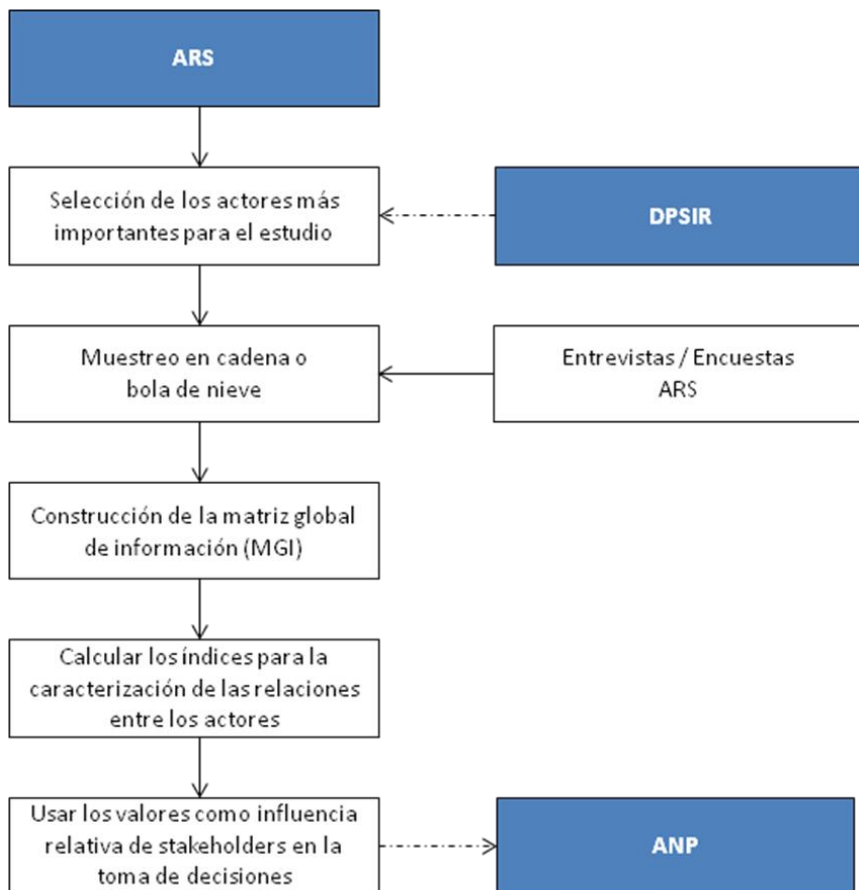 ARS
Selección de los actores más
importantes para el estudio
DPSIR
Muestreo en cadena o
bola de nieve
Entrevistas / Encuestas
ARS
Construcción de la matriz global
de información (MGI)
Calcular los índices para la
caracterización de las relaciones
entre los actores
Usar los valores como influencia
relativa de stakeholders en la
toma de decisiones
ANP